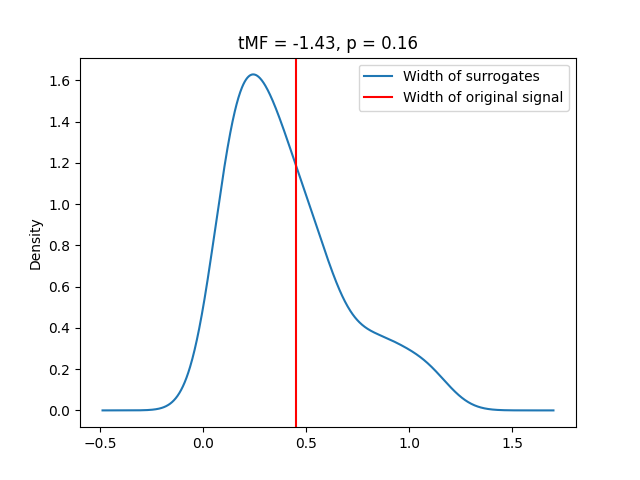 tMF = -1.43, p = 0.16
Width of surrogates
Width of original signal
Density
1.6
1.4
1.2
1.0
0.8
0.6
0.4
0.2
0.0
−0.5 0.0 0.5 1.0 1.5